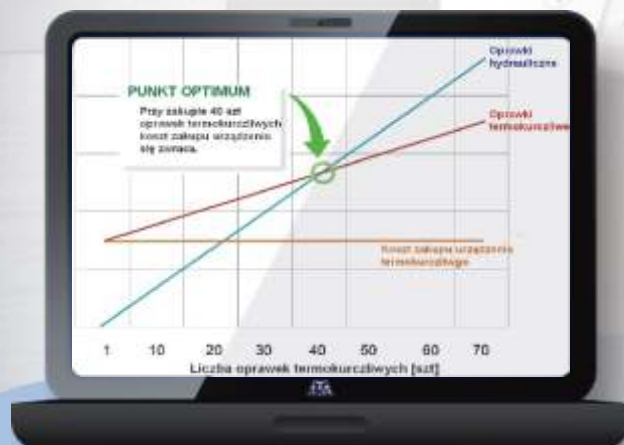 Oprawki
hydrauliczne
PUNKT OPTIMUM
Przy zakupie 40 szt
oprawek termokurczliwych
koszt zakupu urządzenia
się zwraca.
Oprawki
termokurczliwe
Koszt zakupu urządzenia
termokurczliwego
1 10 20 30 40 50 60 70
Liczba oprawek termokurczliwych [szt]